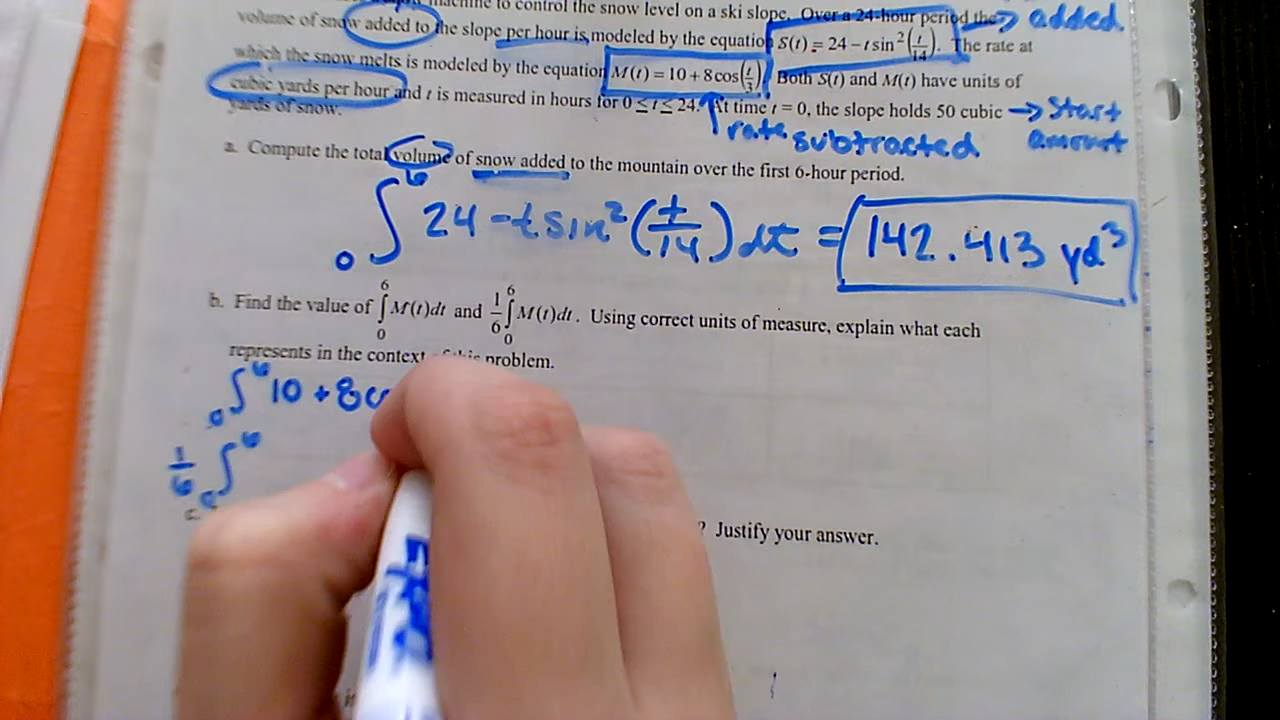 machine to control the snow level on a ski slope. Over a 24-hour period the → added
volume of snow added to the slope per hour is modeled by the equation S(t) = 24 − t sin²(t/14). The rate at
which the snow melts is modeled by the equation M(t) = 10 + 8cos(t/3). Both S(t) and M(t) have units of
cubic yards per hour and t is measured in hours for 0 ≤ t ≤ 24. At time t = 0, the slope holds 50 cubic → Start amount
yards of snow.
rate subtracted
a. Compute the total volume of snow added to the mountain over the first 6-hour period.
∫₀⁶ 24 - t sin²(t/14) dt = 142.413 yd³
b. Find the value of ∫₀⁶ M(t)dt and 1/6 ∫₀⁶ M(t)dt. Using correct units of measure, explain what each
represents in the context of this problem.
∫₀⁶ 10 + 8c
1/6 ∫₀⁶
c. ? Justify your answer.